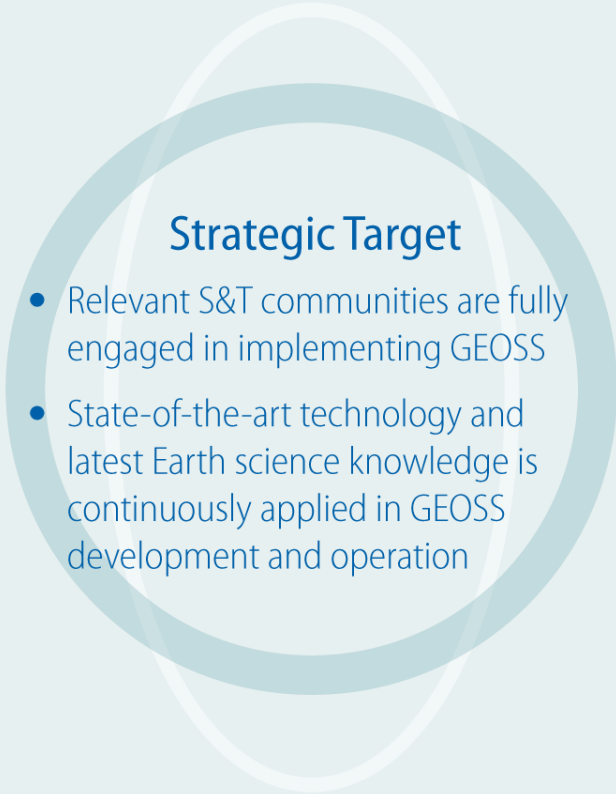 Strategic Target
• Relevant S&T communities are fully
engaged in implementing GEOSS
• State-of-the-art technology and
latest Earth science knowledge is
continuously applied in GEOSS
development and operation